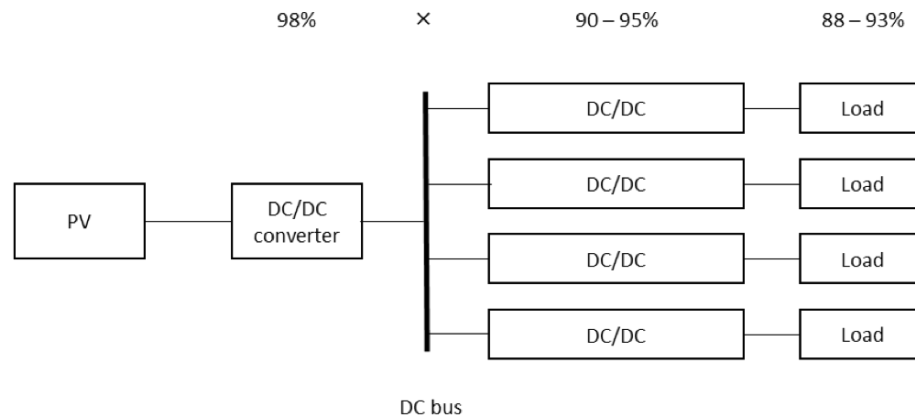 98% × 90 – 95% 88 – 93%
DC/DC Load
DC/DC Load
PV
DC/DC
converter
DC/DC Load
DC/DC Load
DC bus